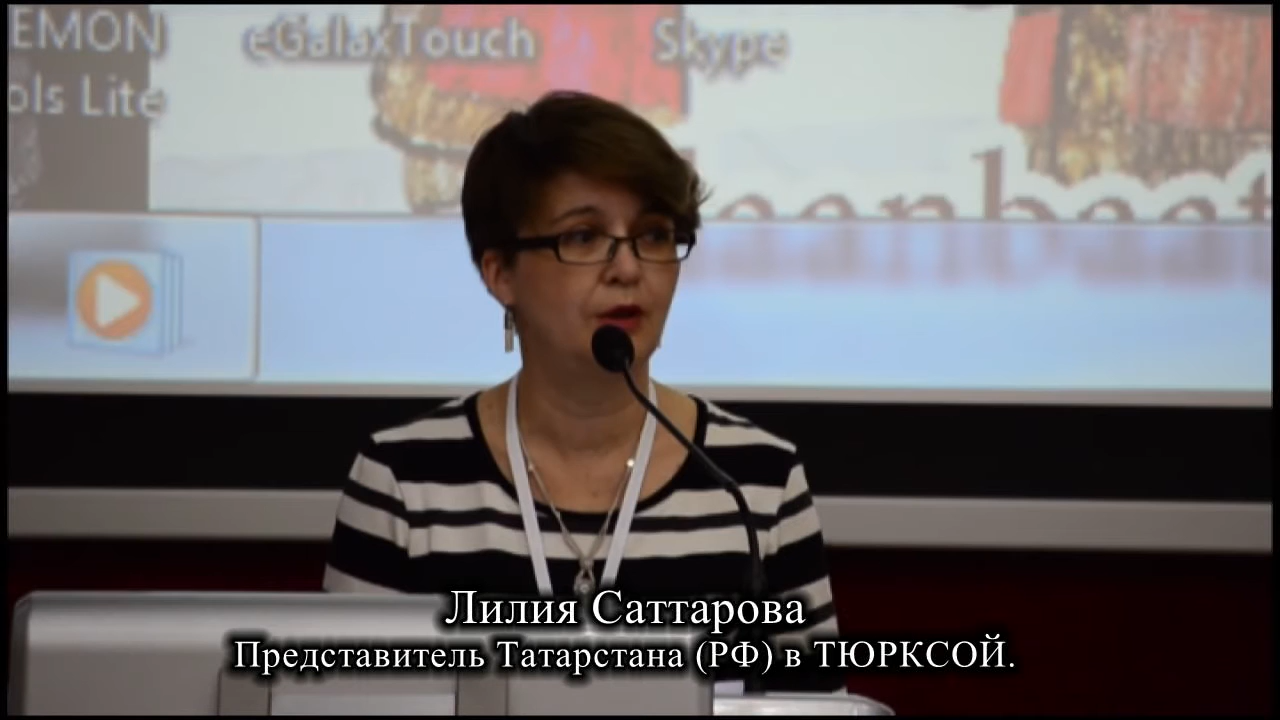 EMON
ols Lite
eGalaxTouch
Skype
Лилия Саттарова
Представитель Татарстана (РФ) в ТЮРКСОЙ.